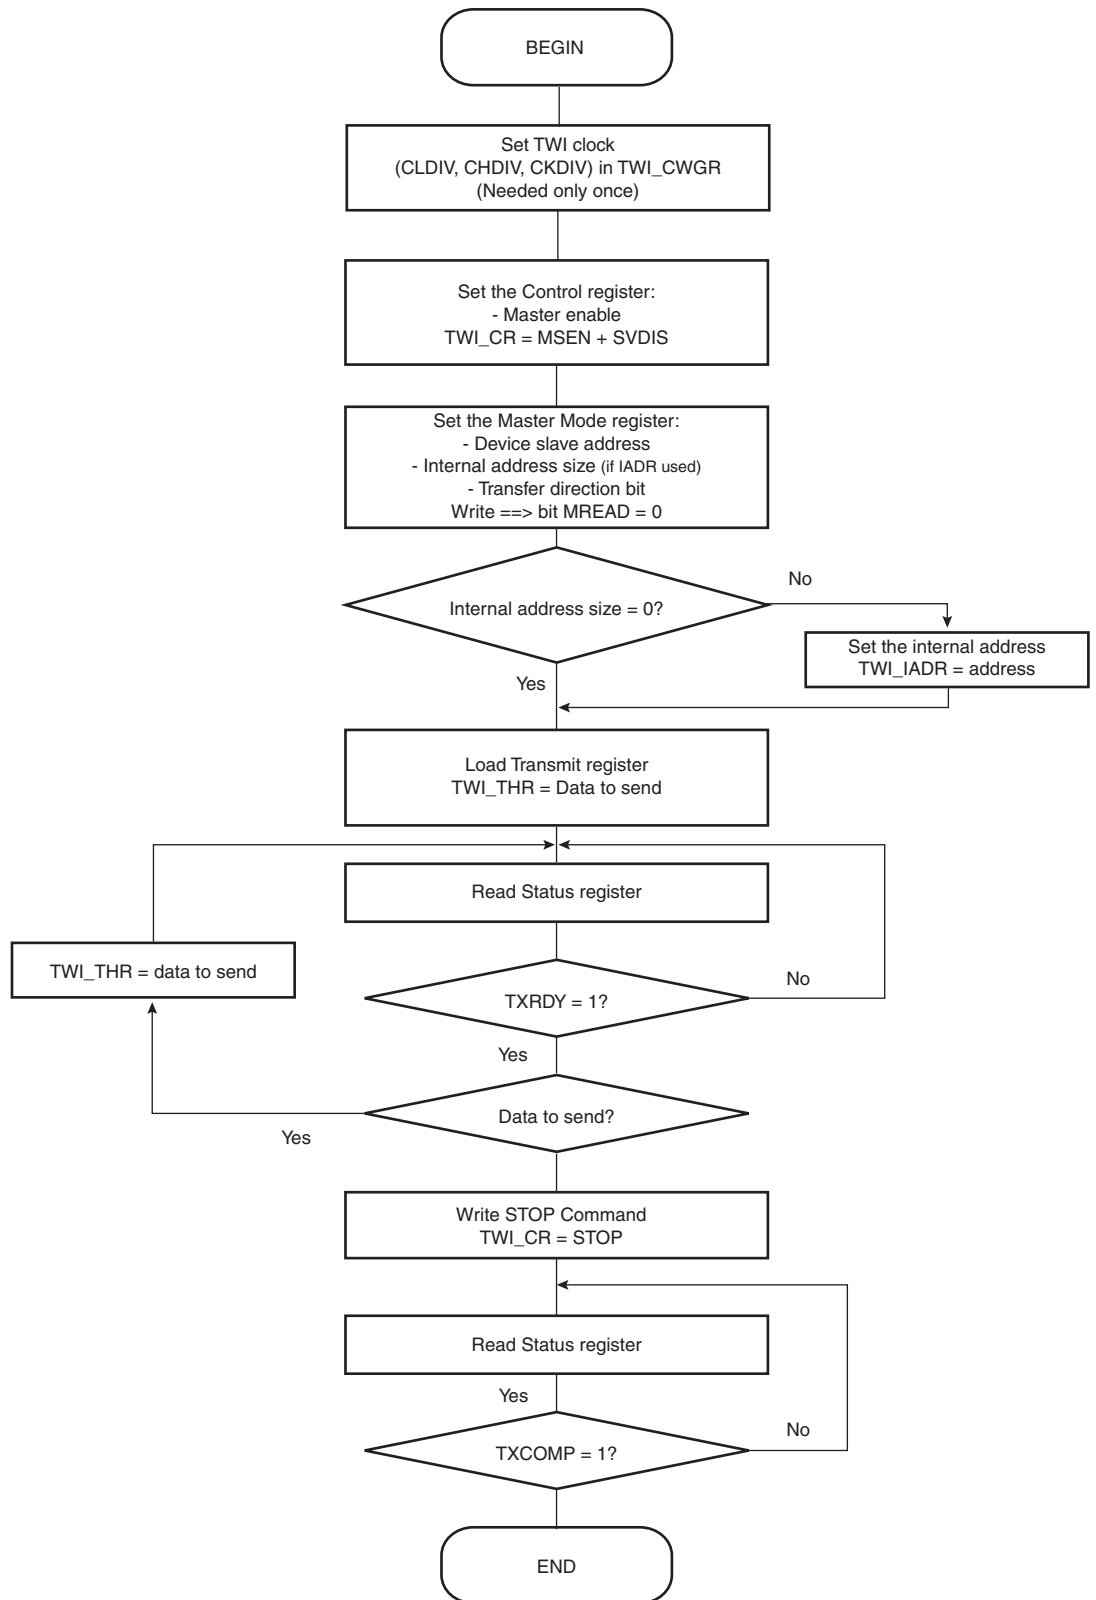 BEGIN
Set TWI clock
(CLDIV, CHDIV, CKDIV) in TWI_CWGR
(Needed only once)
Set the Control register:
- Master enable
TWI_CR = MSEN + SVDIS
Set the Master Mode register:
- Device slave address
- Internal address size (if IADR used)
- Transfer direction bit
Write ==> bit MREAD = 0
No
Internal address size = 0?
Set the internal address
TWI_IADR = address
Yes
Load Transmit register
TWI_THR = Data to send
Read Status register
TWI_THR = data to send
No
TXRDY = 1?
Yes
Data to send?
Yes
Write STOP Command
TWI_CR = STOP
Read Status register
Yes
No
TXCOMP = 1?
END